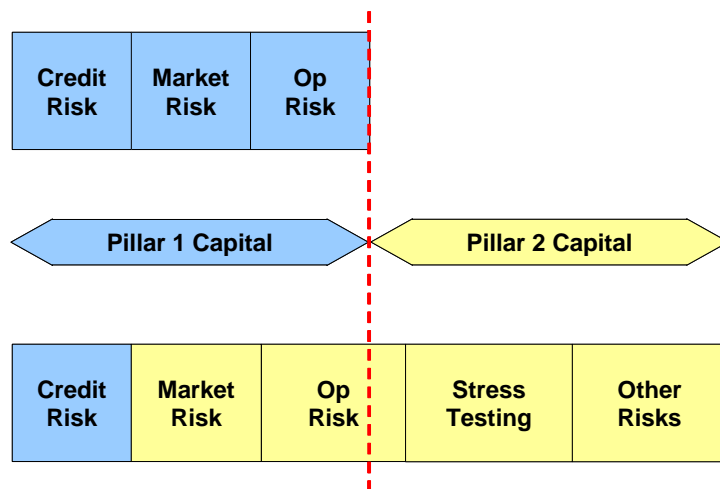 Credit
Risk
Market
Risk
Op
Risk
Pillar 1 Capital
Pillar 2 Capital
Credit
Risk
Market
Risk
Op
Risk
Stress
Testing
Other
Risks